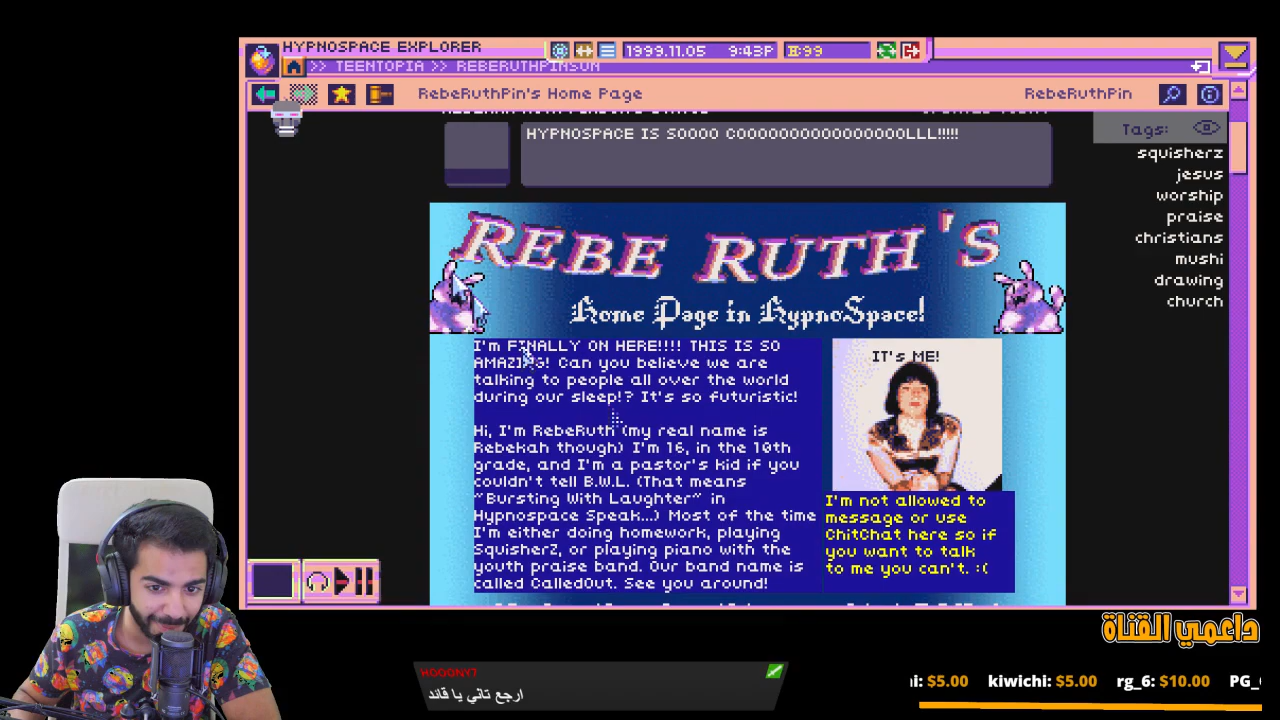 HYPNOSPACE EXPLORER
1999.11.05 9:43P
:99
>> TEENTOPIA >> REBERUTHPINSUN
RebeRuthPin's Home Page
RebeRuthPin
HYPNOSPACE IS SOOOO COOOOOOOOOOOOOOOOOLLL!!!!!
Tags:
squisherz
jesus
worship
praise
christians
mushi
drawing
church
REBE RUTH'S
Home Page in HypnoSpace!
I'm FINALLY ON HERE!!!! THIS IS SO
AMAZING! Can you believe we are
talking to people all over the world
during our sleep!? It's so futuristic!
Hi, I'm RebeRuth (my real name is
Rebekah though) I'm 16, in the 10th
grade, and I'm a pastor's kid if you
couldn't tell B.W.L. (That means
~Bursting With Laughter~ in
Hypnospace Speak...) Most of the time
I'm either doing homework, playing
SquisherZ, or playing piano with the
youth praise band. Our band name is
called CalledOut. See you around!
IT's ME!
I'm not allowed to
message or use
ChitChat here so if
you want to talk
to me you can't. :(
داعمي القناة
HOOONY7
ارجع تاني يا قائد
i: $5.00 kiwichi: $5.00 rg_6: $10.00 PG_